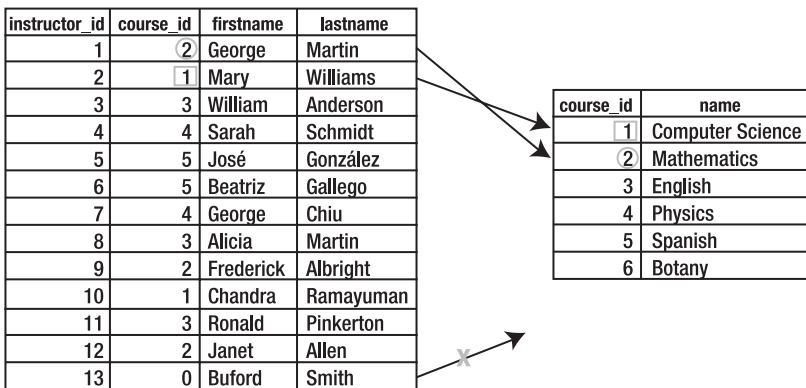 instructor_id course_id firstname lastname
1 2 George Martin
2 1 Mary Williams
3 3 William Anderson
4 4 Sarah Schmidt
5 5 José González
6 5 Beatriz Gallego
7 4 George Chiu
8 3 Alicia Martin
9 2 Frederick Albright
10 1 Chandra Ramayuman
11 3 Ronald Pinkerton
12 2 Janet Allen
13 0 Buford Smith
X
course_id name
1 Computer Science
2 Mathematics
3 English
4 Physics
5 Spanish
6 Botany